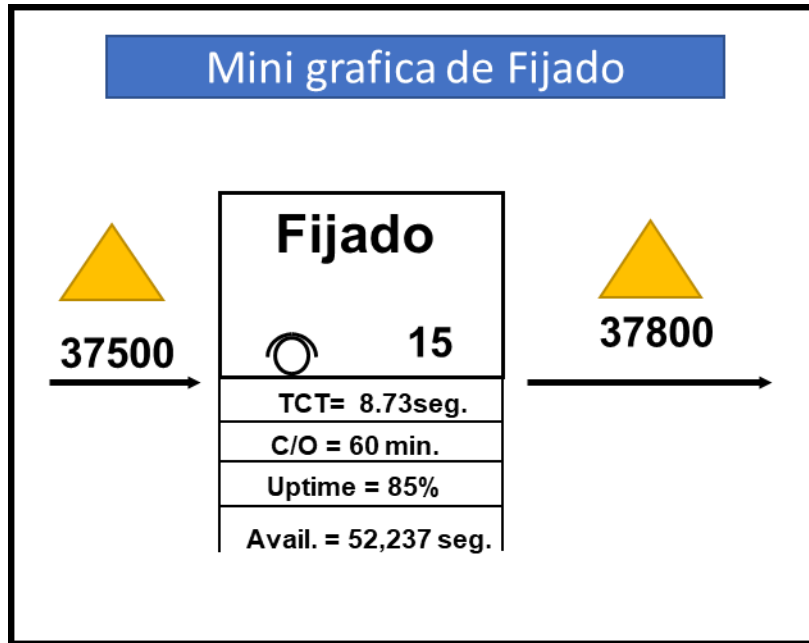 Mini grafica de Fijado
37500
Fijado
15
TCT= 8.73seg.
C/O = 60 min.
Uptime = 85%
Avail. = 52,237 seg.
37800